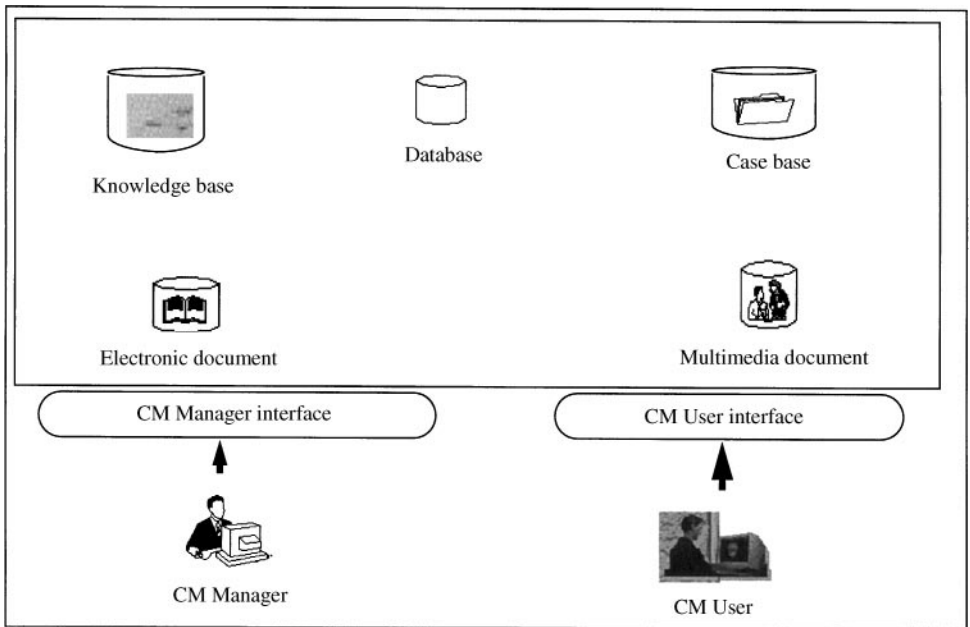 Knowledge base
Database
Case base
Electronic document
Multimedia document
CM Manager interface
CM User interface
CM Manager
CM User